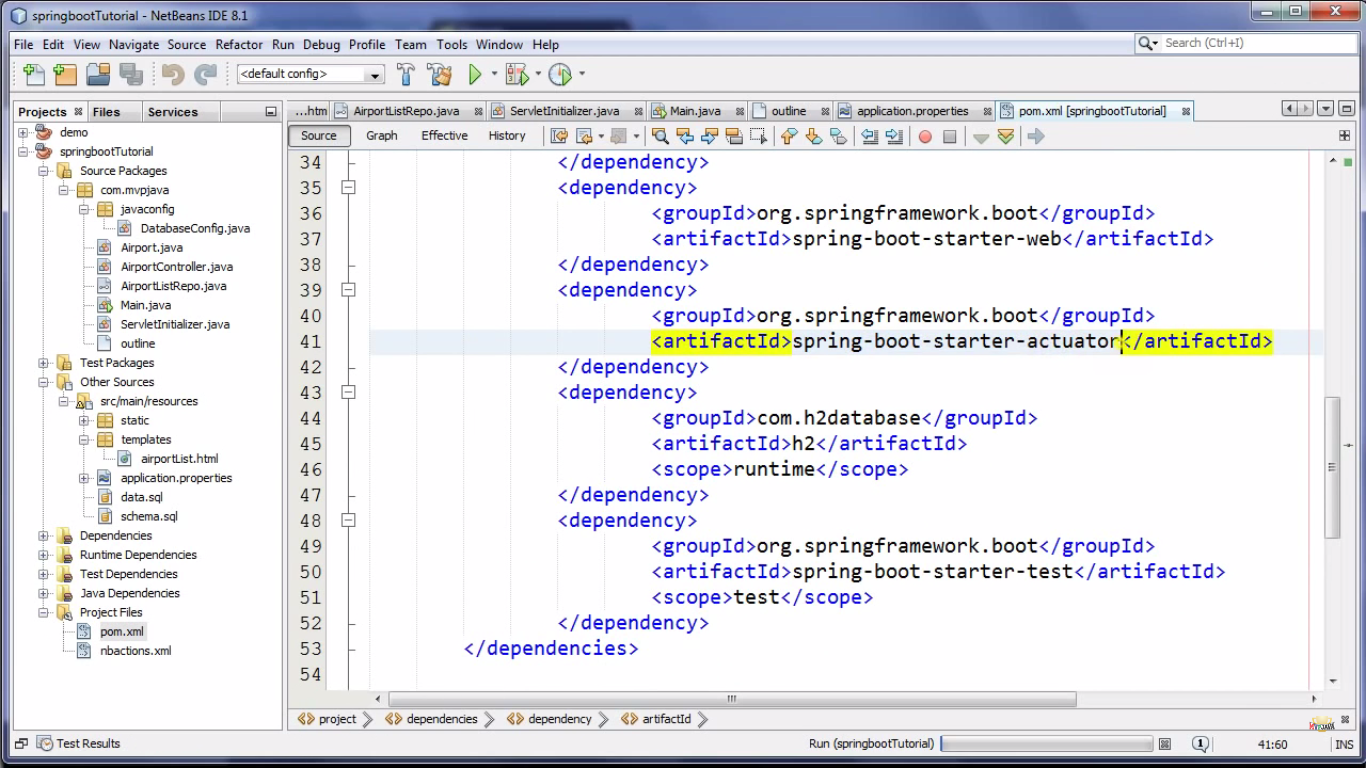 springbootTutorial - NetBeans IDE 8.1
File Edit View Navigate Source Refactor Run Debug Profile Team Tools Window Help
Search (Ctrl+I)
<default config>
Projects Files Services
...htm AirportListRepo.java ServletInitializer.java Main.java outline application.properties pom.xml [springbootTutorial]
Source Graph Effective History
demo
springbootTutorial
Source Packages
com.mvpjava
javaconfig
DatabaseConfig.java
Airport.java
AirportController.java
AirportListRepo.java
Main.java
ServletInitializer.java
outline
Test Packages
Other Sources
src/main/resources
static
templates
airportList.html
application.properties
data.sql
schema.sql
Dependencies
Runtime Dependencies
Test Dependencies
Java Dependencies
Project Files
pom.xml
nbactions.xml
34 </dependency>
35 <dependency>
36 <groupId>org.springframework.boot</groupId>
37 <artifactId>spring-boot-starter-web</artifactId>
38 </dependency>
39 <dependency>
40 <groupId>org.springframework.boot</groupId>
41 <artifactId>spring-boot-starter-actuator</artifactId>
42 </dependency>
43 <dependency>
44 <groupId>com.h2database</groupId>
45 <artifactId>h2</artifactId>
46 <scope>runtime</scope>
47 </dependency>
48 <dependency>
49 <groupId>org.springframework.boot</groupId>
50 <artifactId>spring-boot-starter-test</artifactId>
51 <scope>test</scope>
52 </dependency>
53 </dependencies>
54
project dependencies dependency artifactId
Test Results
Run (springbootTutorial)
1
41:60
INS